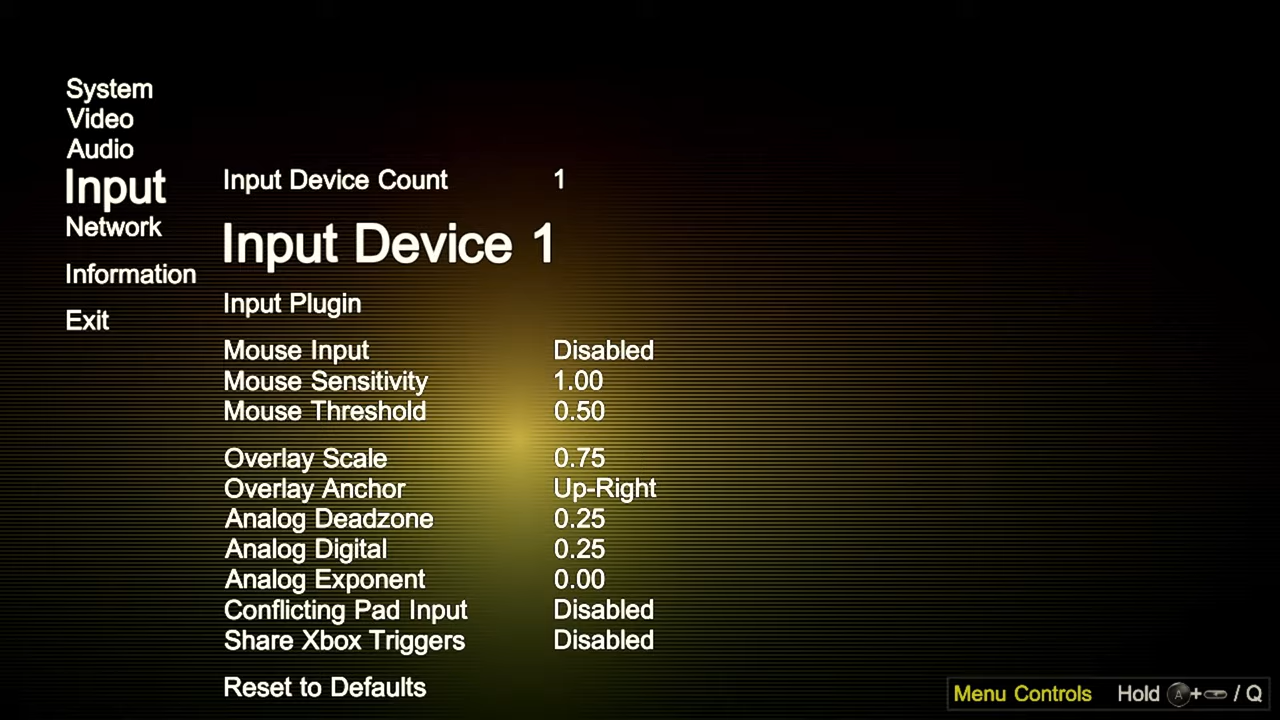 System
Video
Audio
Input
Network
Information
Exit
Input Device Count 1
Input Device 1
Input Plugin
Mouse Input Disabled
Mouse Sensitivity 1.00
Mouse Threshold 0.50
Overlay Scale 0.75
Overlay Anchor Up-Right
Analog Deadzone 0.25
Analog Digital 0.25
Analog Exponent 0.00
Conflicting Pad Input Disabled
Share Xbox Triggers Disabled
Reset to Defaults
Menu Controls Hold A + / Q